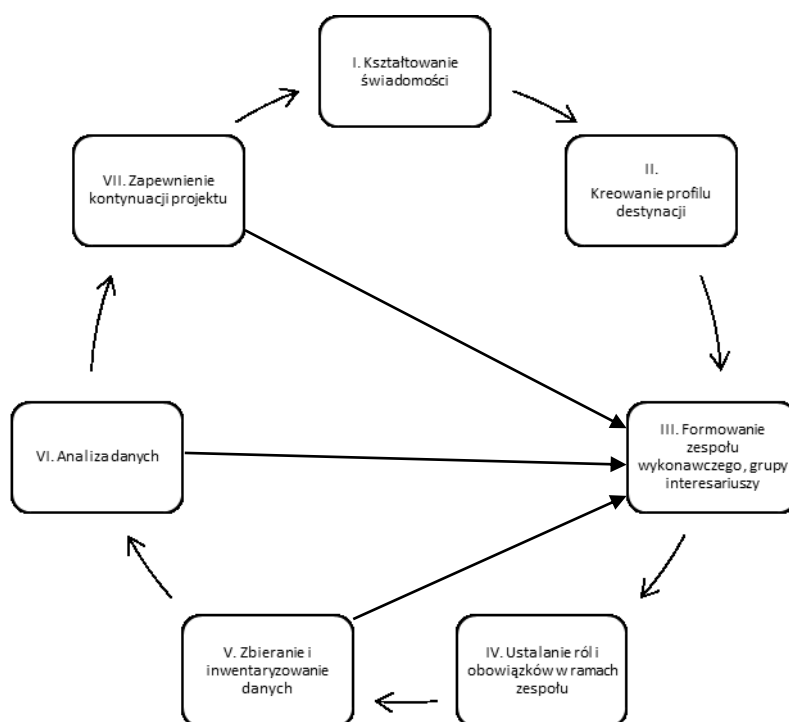 I. Kształtowanie
świadomości
II.
Kreowanie profilu
destynacji
III. Formowanie
zespołu
wykonawczego, grupy
interesariuszy
IV. Ustalanie ról i
obowiązków w ramach
zespołu
V. Zbieranie i
inwentaryzowanie
danych
VI. Analiza danych
VII. Zapewnienie
kontynuacji projektu